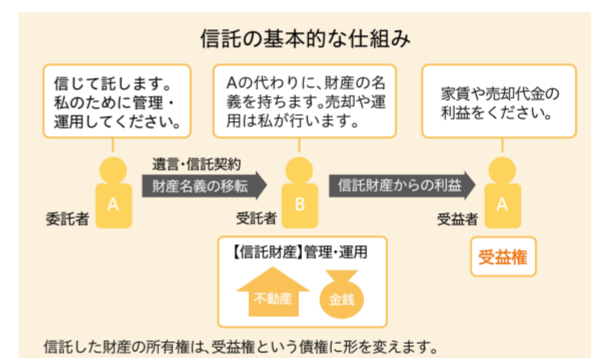 信託の基本的な仕組み
信じて託します。
私のために管理・
運用してください。
Aの代わりに、財産の名
義を持ちます。売却や運
用は私が行います。
家賃や売却代金の
利益をください。
遺言・信託契約
A
財産名義の移転
B
信託財産からの利益
A
委託者
受託者
受益者
【信託財産】管理・運用
不動産
金銭
受益権
信託した財産の所有権は、受益権という債権に形を変えます。